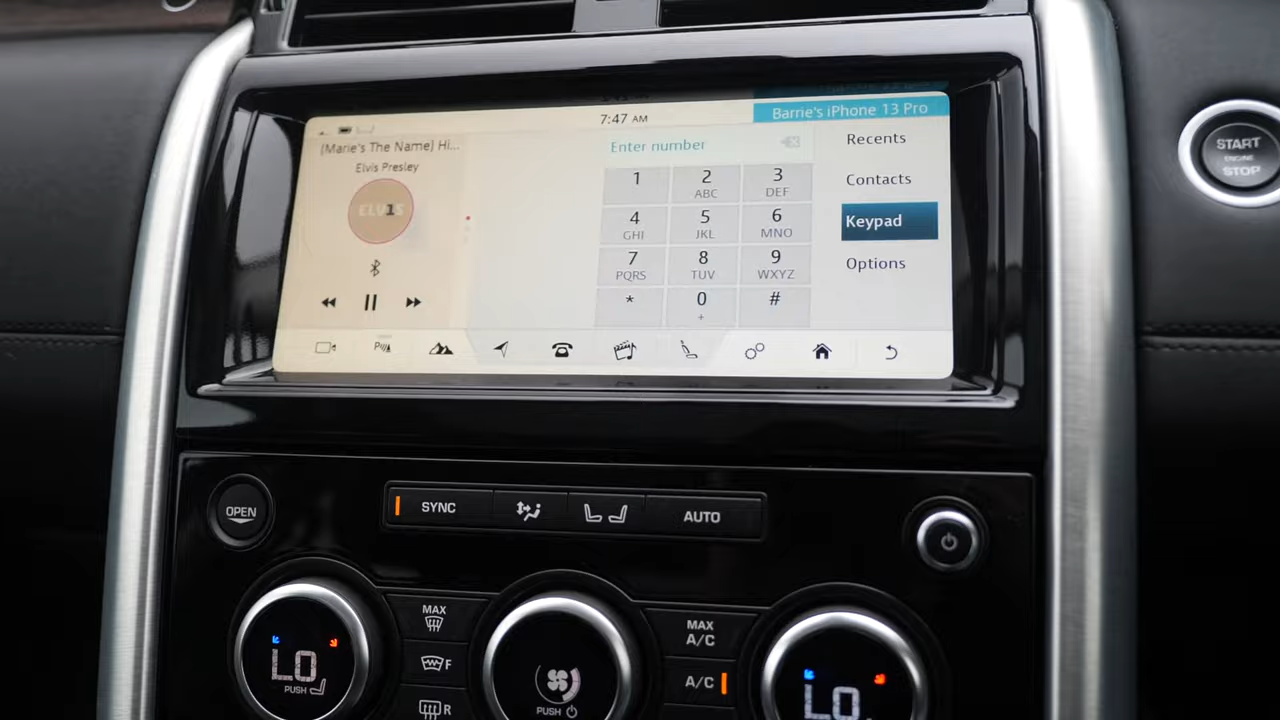 7:47 AM
Barrie's iPhone 13 Pro
(Marie's The Name) Hi...
Elvis Presley
ELV1S
Enter number
1
2
ABC
3
DEF
4
GHI
5
JKL
6
MNO
7
PQRS
8
TUV
9
WXYZ
*
0
+
#
Recents
Contacts
Keypad
Options
P
START
ENGINE
STOP
OPEN
SYNC
AUTO
MAX
F
R
MAX
A/C
A/C
LO
PUSH
PUSH
LO